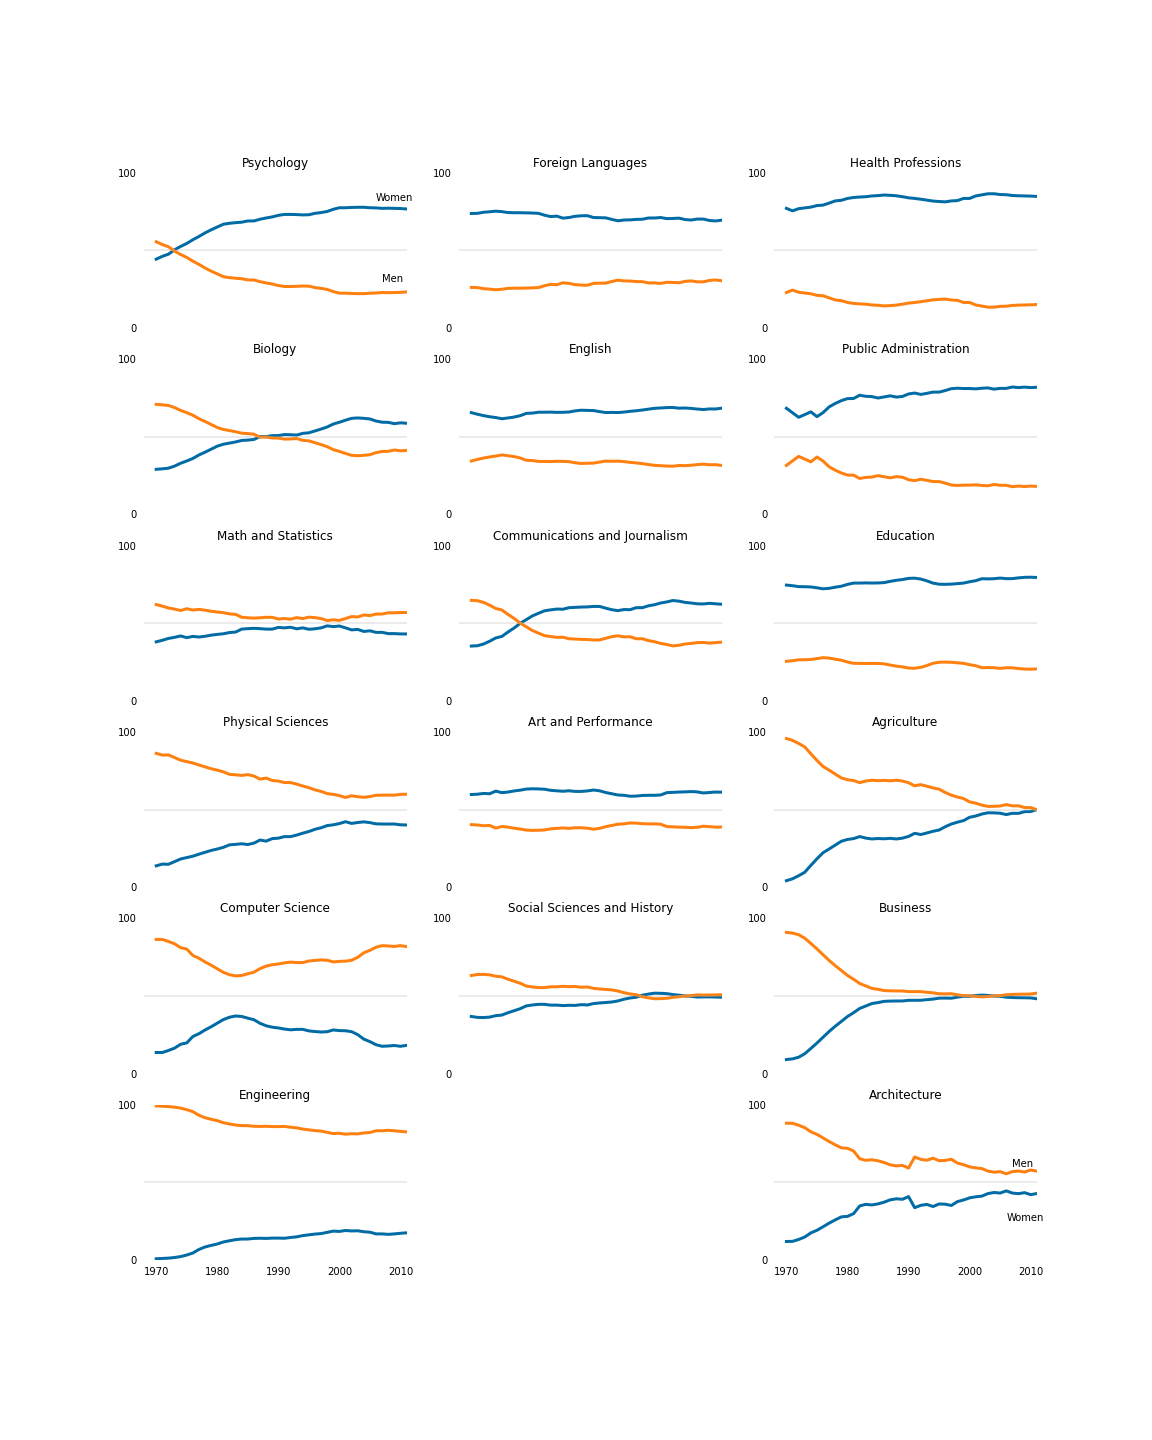 Psychology
100
Women
Men
0
Foreign Languages
100
0
Health Professions
100
0
Biology
100
0
English
100
0
Public Administration
100
0
Math and Statistics
100
0
Communications and Journalism
100
0
Education
100
0
Physical Sciences
100
0
Art and Performance
100
0
Agriculture
100
0
Computer Science
100
0
Social Sciences and History
100
0
Business
100
0
Engineering
100
0
1970 1980 1990 2000 2010
Architecture
100
Men
Women
0
1970 1980 1990 2000 2010